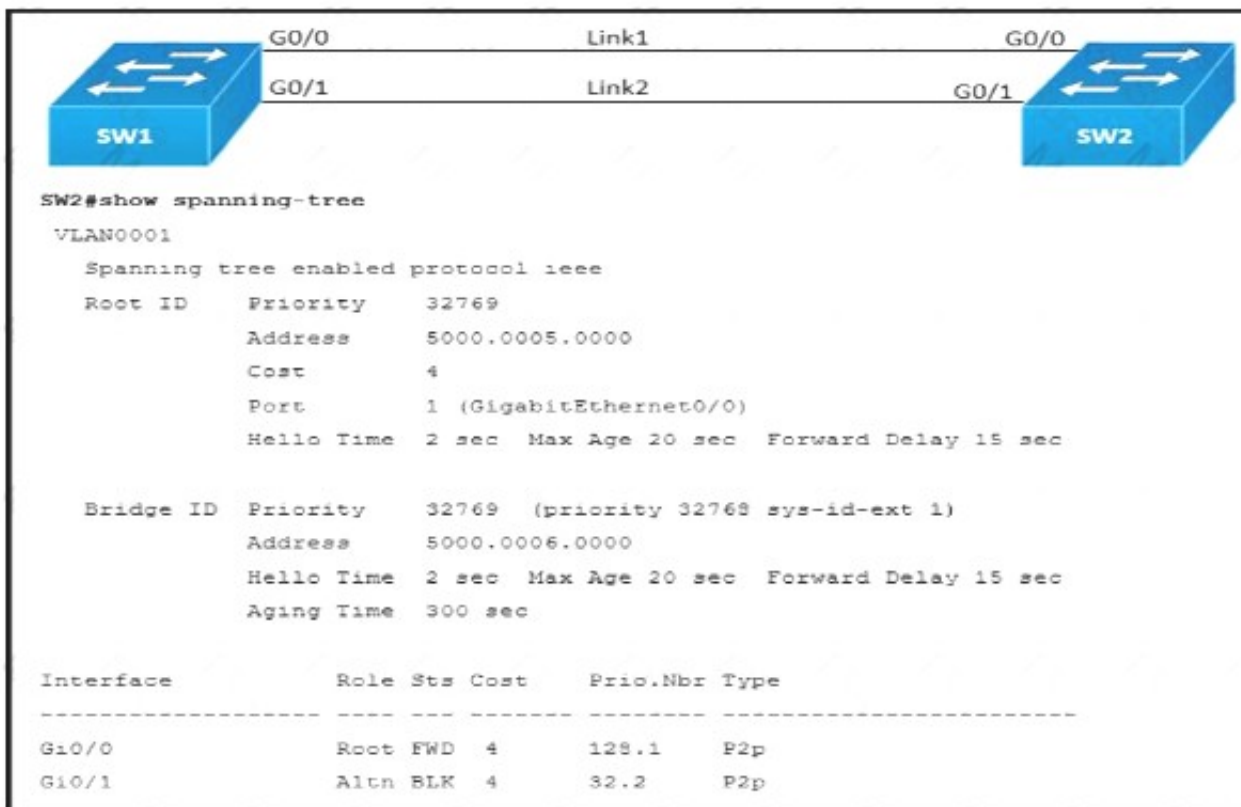 G0/0 Link1 G0/0
G0/1 Link2 G0/1
SW1 SW2
SW2#show spanning-tree
VLAN0001
Spanning tree enabled protocol ieee
Root ID Priority 32769
Address 5000.0005.0000
Cost 4
Port 1 (GigabitEthernet0/0)
Hello Time 2 sec Max Age 20 sec Forward Delay 15 sec
Bridge ID Priority 32769 (priority 32768 sys-id-ext 1)
Address 5000.0006.0000
Hello Time 2 sec Max Age 20 sec Forward Delay 15 sec
Aging Time 300 sec
Interface Role Sts Cost Prio.Nbr Type
------------------- ---- --- ------- -------- -------------------------
Gi0/0 Root FWD 4 128.1 P2p
Gi0/1 Altn BLK 4 32.2 P2p